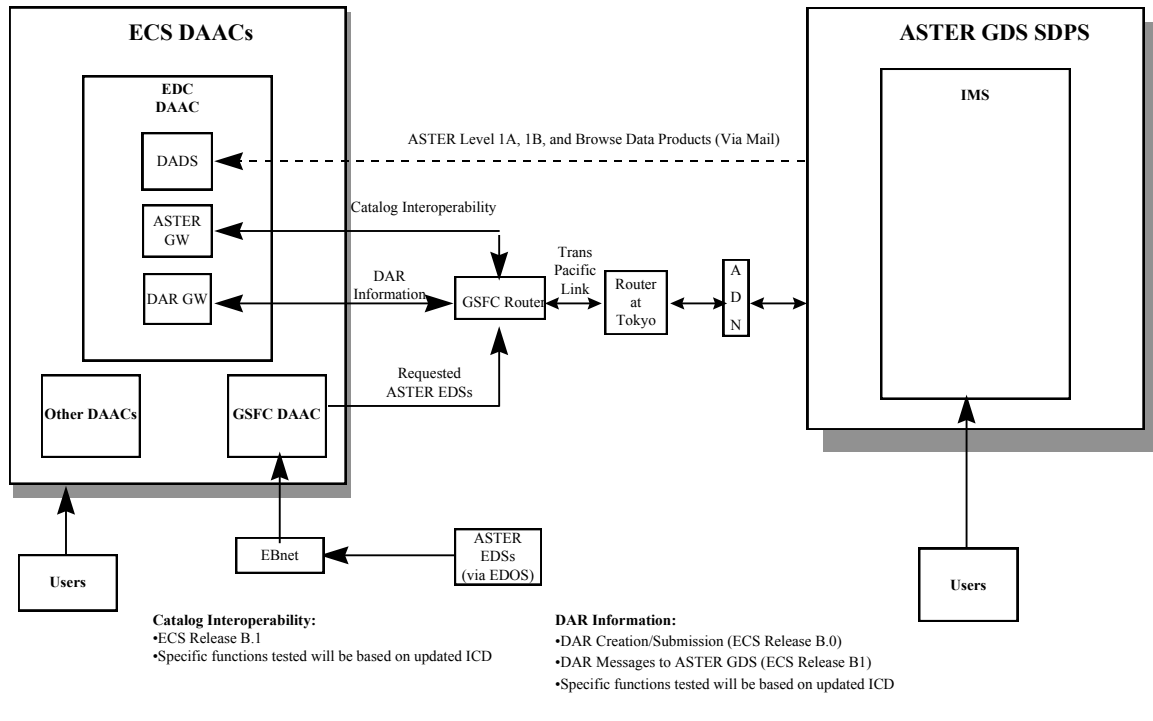 ECS DAACs
EDC
DAAC
DADS
ASTER
GW
DAR GW
Other DAACs
GSFC DAAC
Users
EBnet
ASTER
EDSs
(via EDOS)
ASTER Level 1A, 1B, and Browse Data Products (Via Mail)
Catalog Interoperability
DAR
Information
Requested
ASTER EDSs
GSFC Router
Trans
Pacific
Link
Router
at
Tokyo
A
D
N
ASTER GDS SDPS
IMS
Users
Catalog Interoperability:
•ECS Release B.1
•Specific functions tested will be based on updated ICD
DAR Information:
•DAR Creation/Submission (ECS Release B.0)
•DAR Messages to ASTER GDS (ECS Release B1)
•Specific functions tested will be based on updated ICD